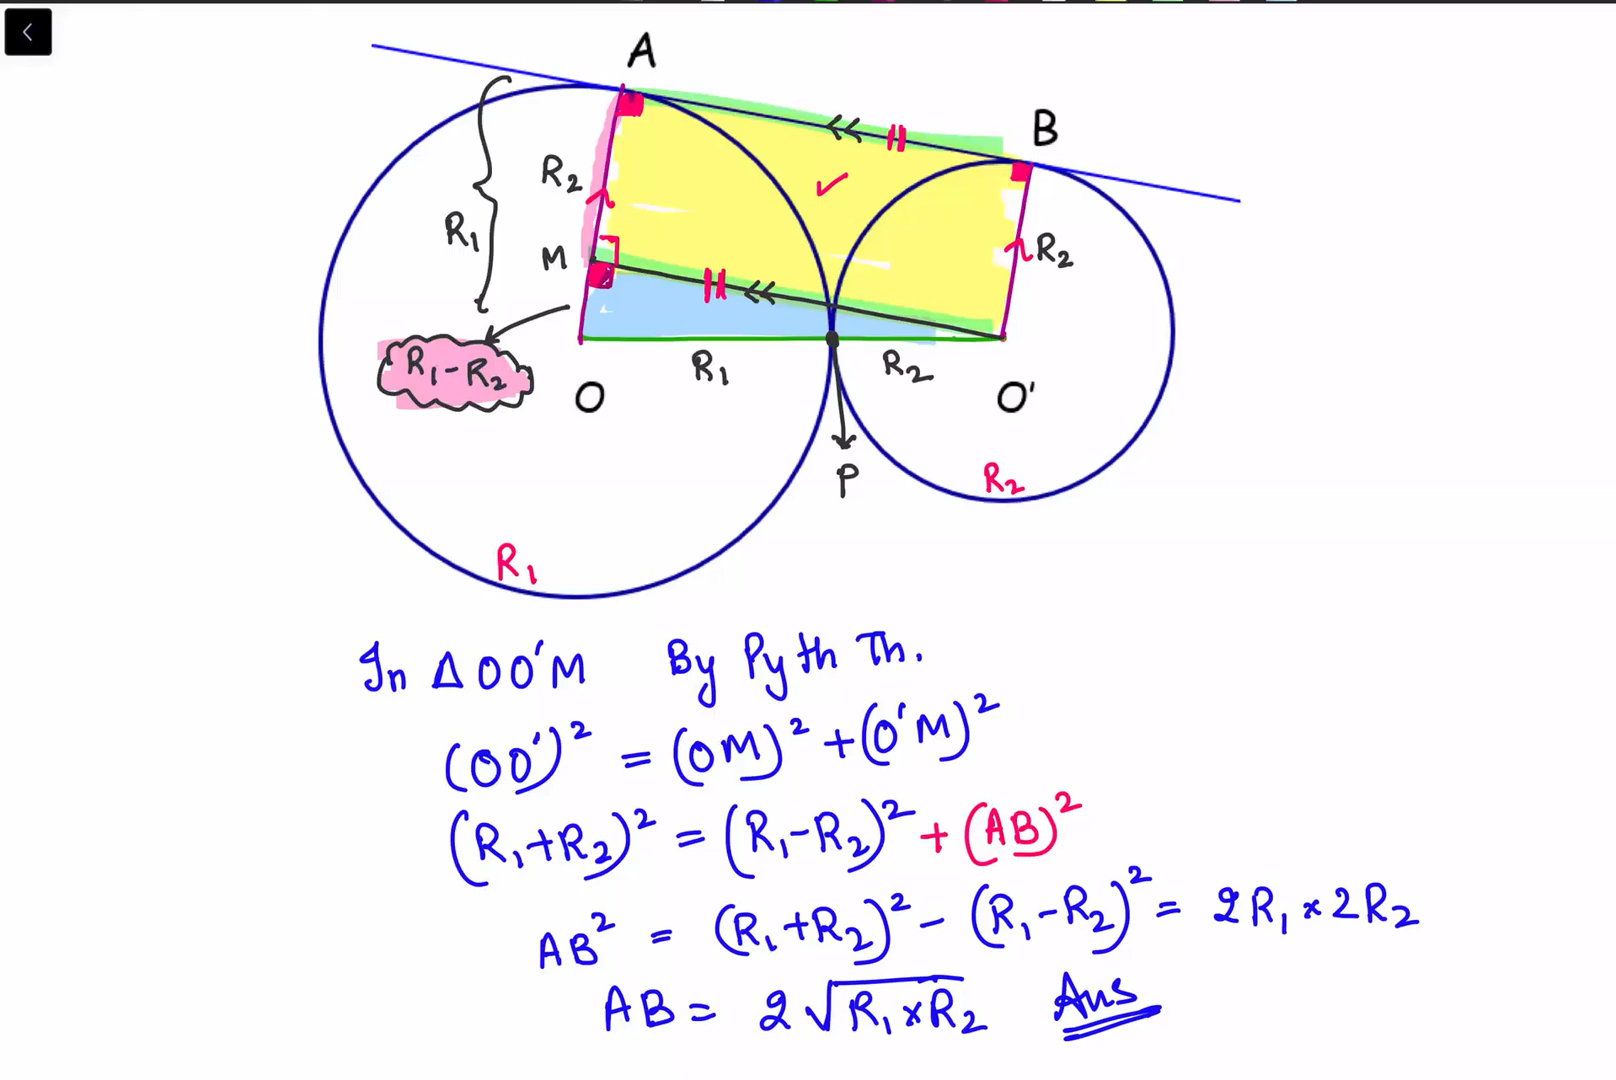 A
B
R₂
R₁
M
R₂
R₁-R₂
R₁
R₂
O
O'
P
R₂
R₁
In Δ OO'M By Pyth Th.
(OO')² = (OM)² + (O'M)²
(R₁+R₂)² = (R₁-R₂)² + (AB)²
AB² = (R₁+R₂)² - (R₁-R₂)² = 2R₁ × 2R₂
AB = 2√R₁×R₂ Ans